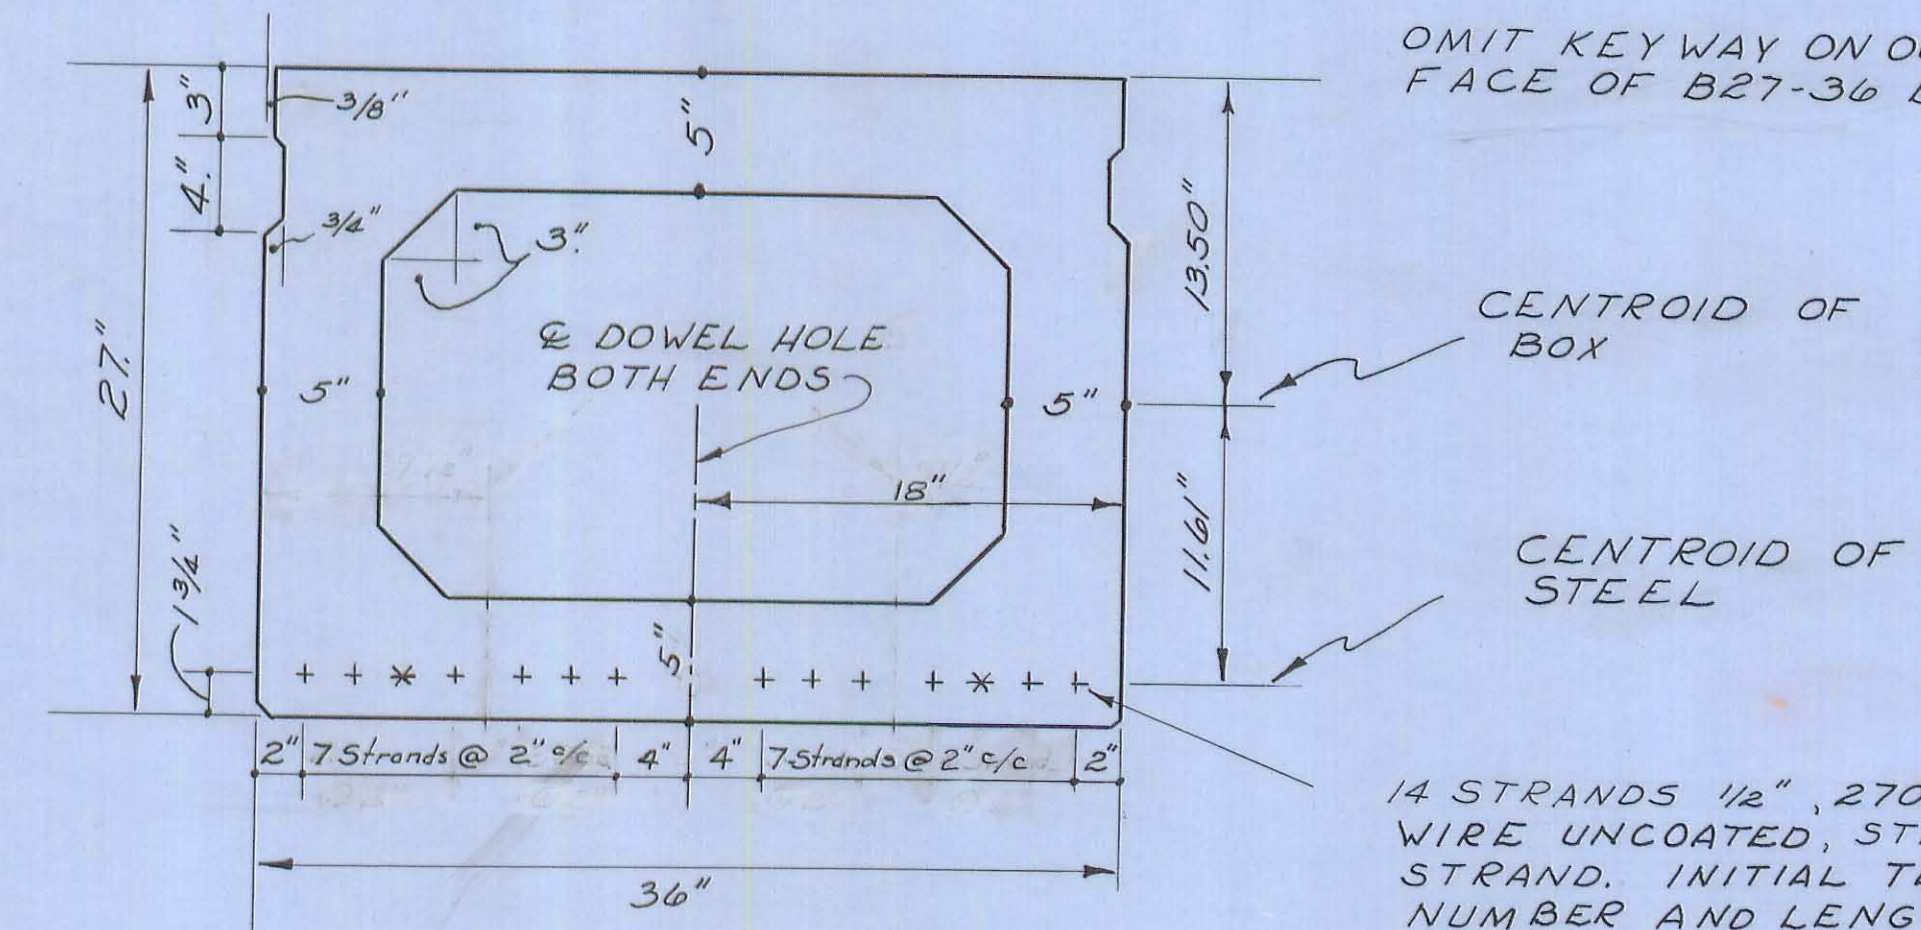 OMIT KEYWAY ON
FACE OF B27-36
3/8"
3"
5"
27."
4."
3/4"
3."
13.50"
CENTROID OF
BOX
℄ DOWEL HOLE
BOTH ENDS
5"
5"
18"
11.61"
CENTROID OF
STEEL
1 3/4"
5."
2" 7 Strands @ 2" c/c 4" 4" 7-Strands @ 2" c/c 2"
36"
14 STRANDS 1/2", 270
WIRE UNCOATED,
STRAND. INITIAL
NUMBER AND